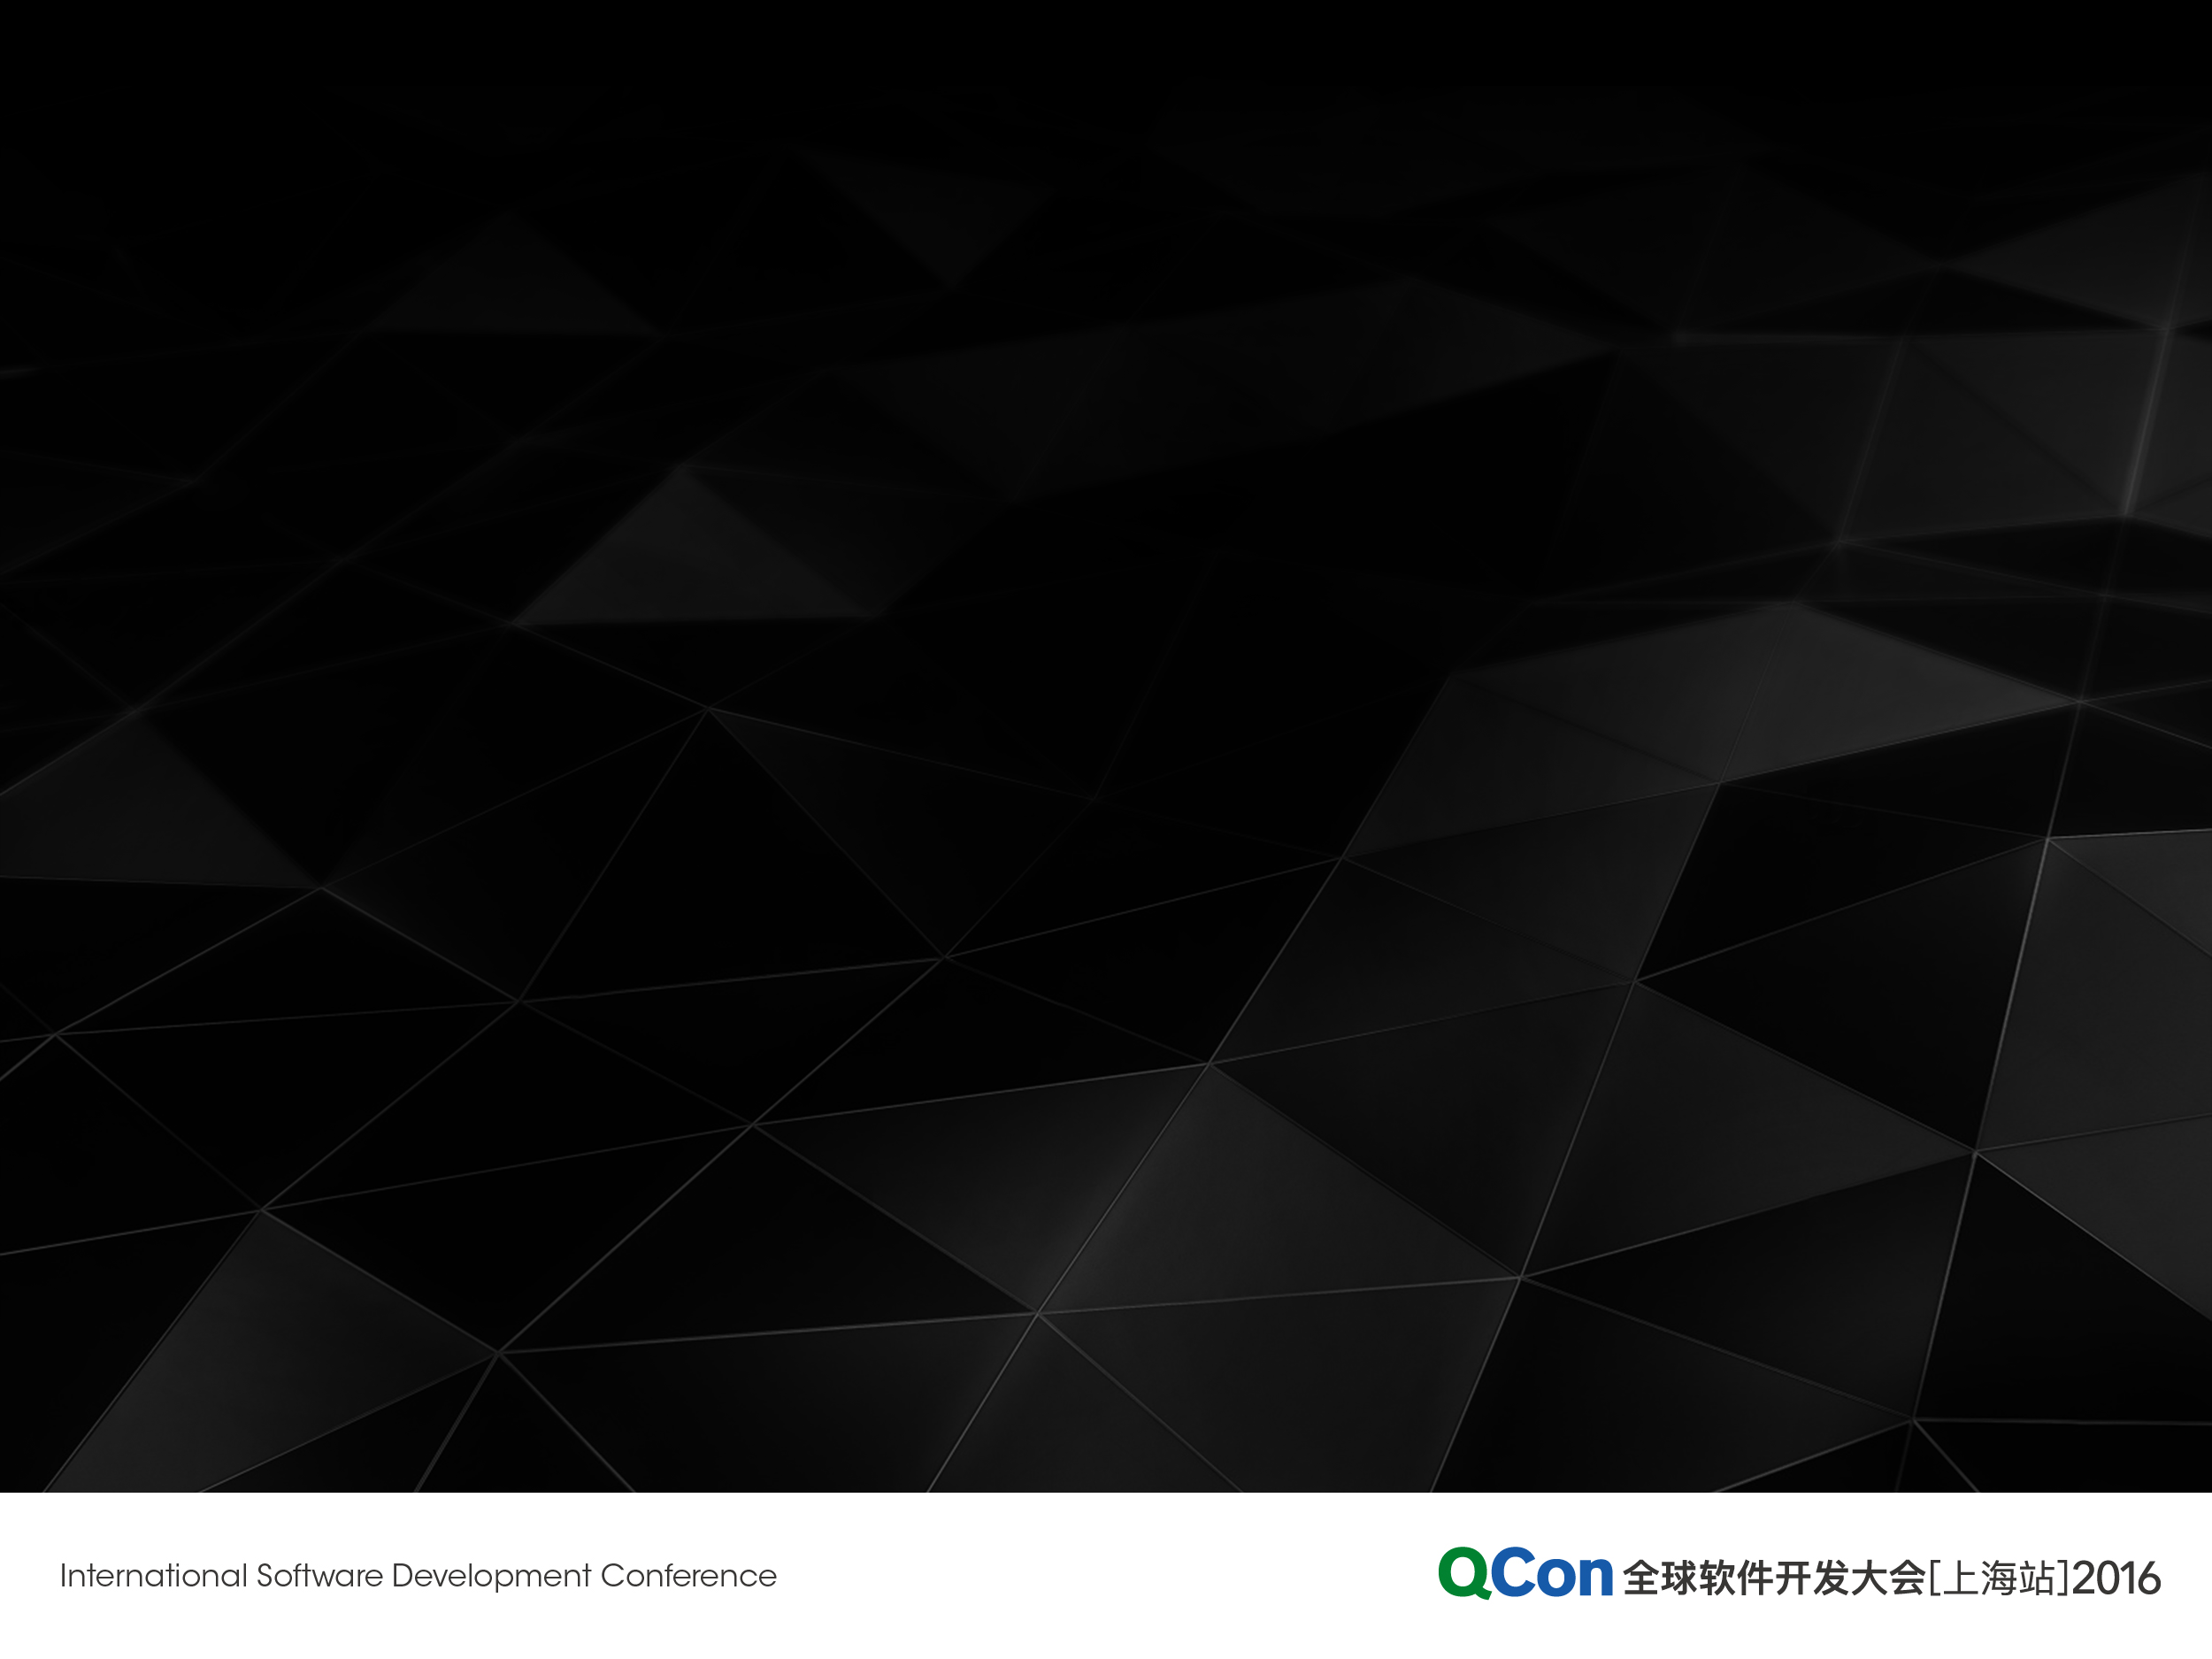 International Software Development Conference
QCon 全球软件开发大会[上海站]2016